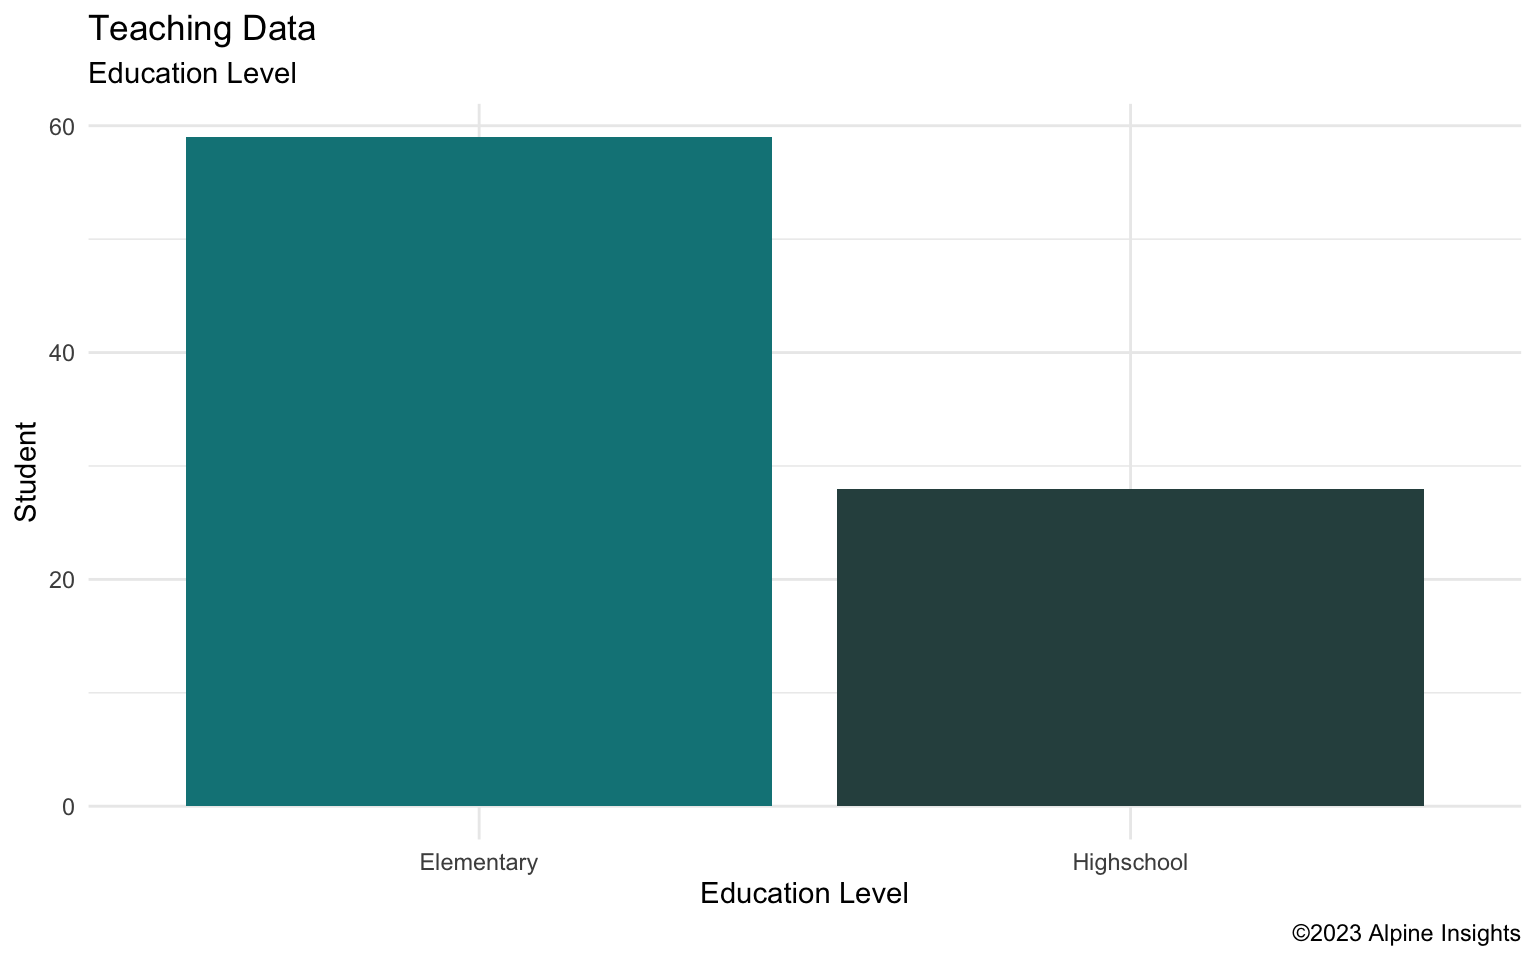 Teaching Data
Education Level
60
40
20
0
Student
Elementary
Highschool
Education Level
©2023 Alpine Insights